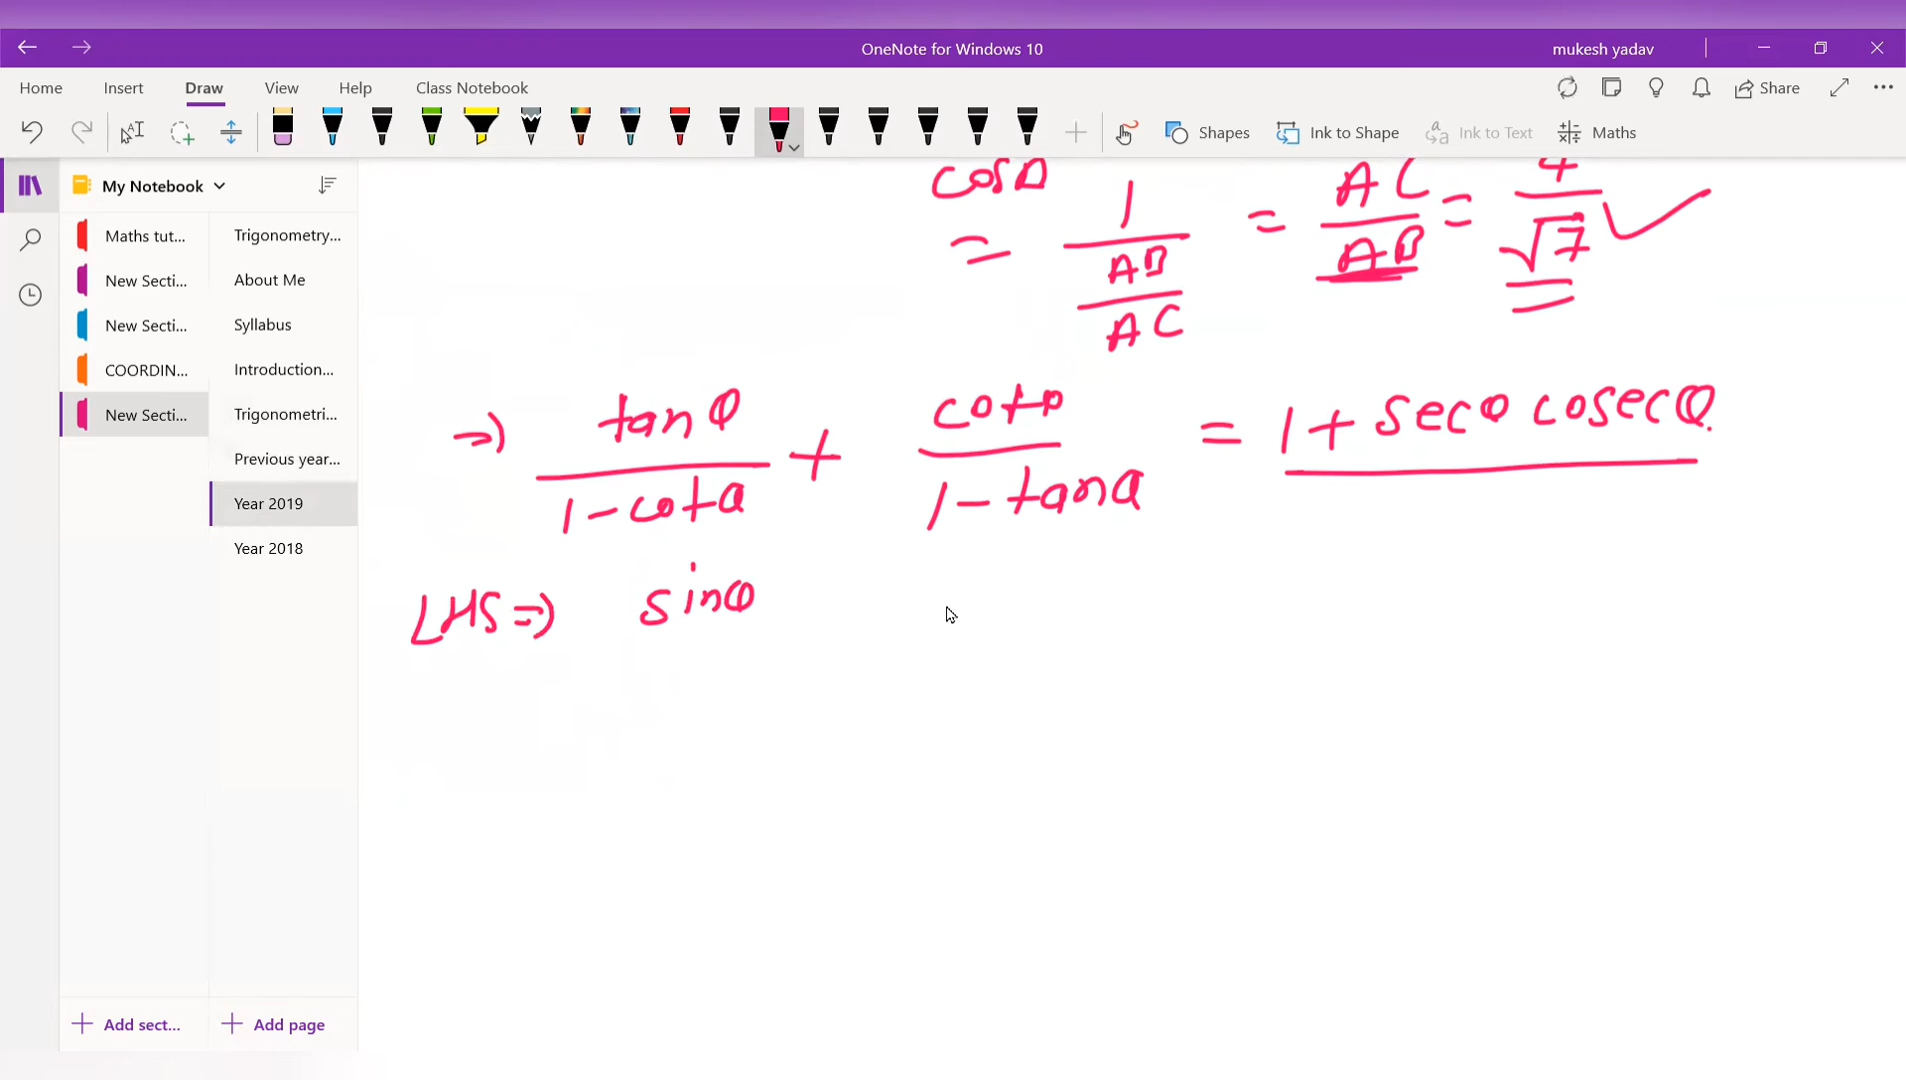 OneNote for Windows 10
mukesh yadav
Home Insert Draw View Help Class Notebook
Share
Shapes Ink to Shape Ink to Text Maths
My Notebook
Maths tut...
New Secti...
New Secti...
COORDIN...
New Secti...
Trigonometry...
About Me
Syllabus
Introduction...
Trigonometri...
Previous year...
Year 2019
Year 2018
Add sect...
Add page
cosA
= 1/(AB/AC) = AC/AB = 4/√7 ✓
⇒ tanθ/(1-cotθ) + cotθ/(1-tanθ) = 1+secθ cosecθ.
LHS ⇒ sinθ